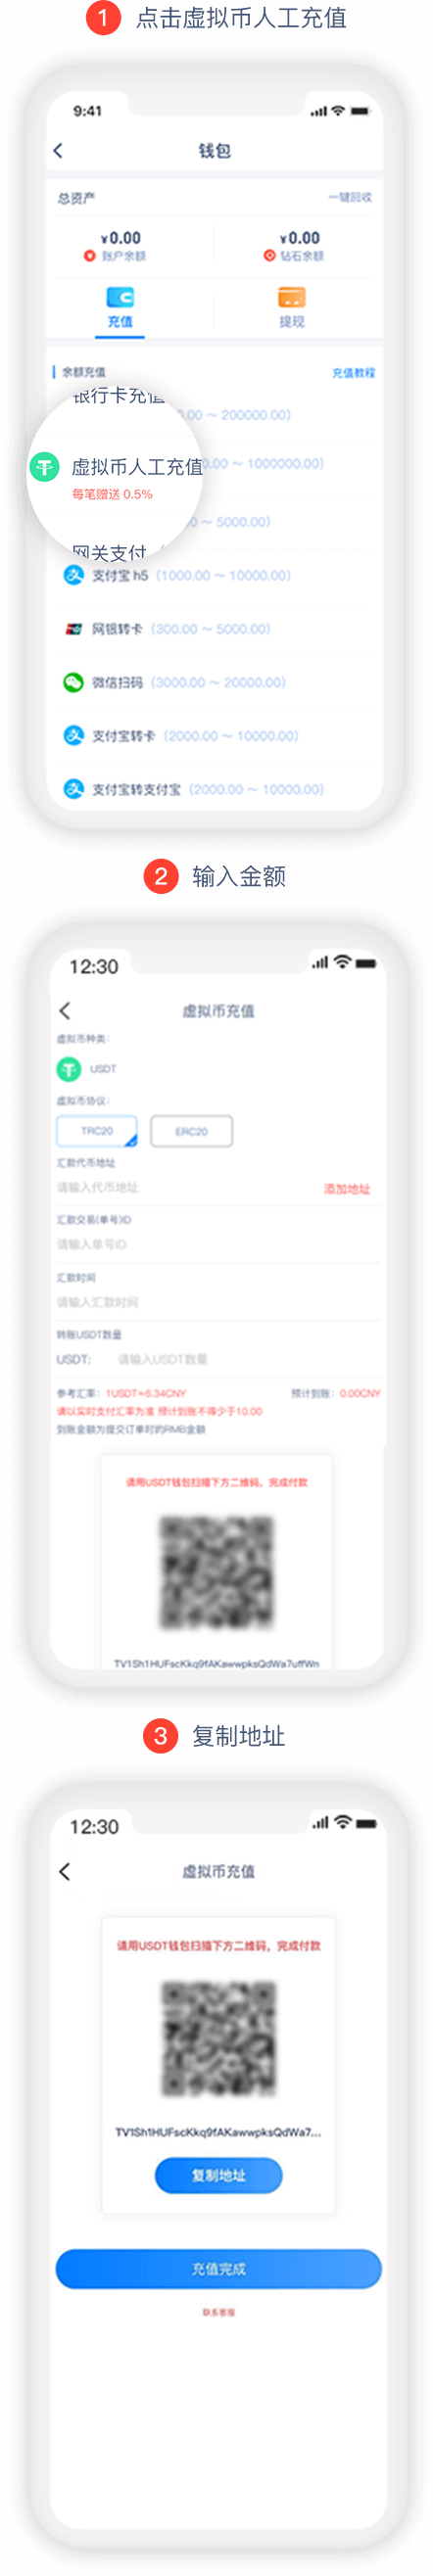 1 点击虚拟币人工充值
9:41
钱包
总资产 一键回收
¥0.00 ¥0.00
账户余额 钻石余额
充值 提现
余额充值 充值教程
银行卡充值 0.00 ~ 200000.00)
虚拟币人工充值 0.00 ~ 1000000.00)
每笔赠送 0.5%
0 ~ 5000.00)
网关支付
支付宝 h5 (1000.00 ~ 10000.00)
网银转卡 (300.00 ~ 5000.00)
微信扫码 (3000.00 ~ 20000.00)
支付宝转卡 (2000.00 ~ 10000.00)
支付宝转支付宝 (2000.00 ~ 10000.00)
2 输入金额
12:30
虚拟币充值
虚拟币种类:
USDT
虚拟币协议:
TRC20 ERC20
汇款代币地址
请输入代币地址 添加地址
汇款交易(单号)ID
请输入单号ID
汇款时间
请输入汇款时间
转账USDT数量
USDT: 请输入USDT数量
参考汇率: 1USDT≈6.34CNY 预计到账: 0.00CNY
请以实时支付汇率为准 预计到账不得少于10.00
到账金额为提交订单时的RMB金额
请用USDT钱包扫描下方二维码，完成付款
TV1Sh1HUFscKkq9fAKawwpksQdWa7uffWn
3 复制地址
12:30
虚拟币充值
请用USDT钱包扫描下方二维码，完成付款
TV1Sh1HUFscKkq9fAKawwpksQdWa7...
复制地址
充值完成
联系客服